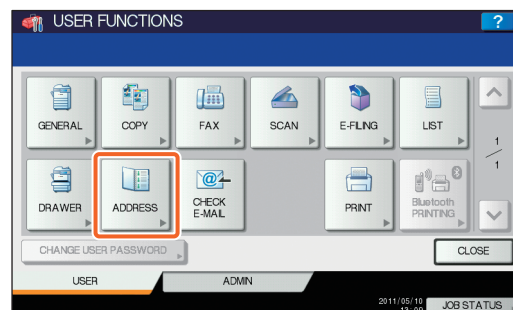 USER FUNCTIONS ?
GENERAL COPY FAX SCAN E-FILING LIST
1
1
DRAWER ADDRESS CHECK E-MAIL PRINT Bluetooth PRINTING
CHANGE USER PASSWORD CLOSE
USER ADMIN
2011/05/10
JOB STATUS